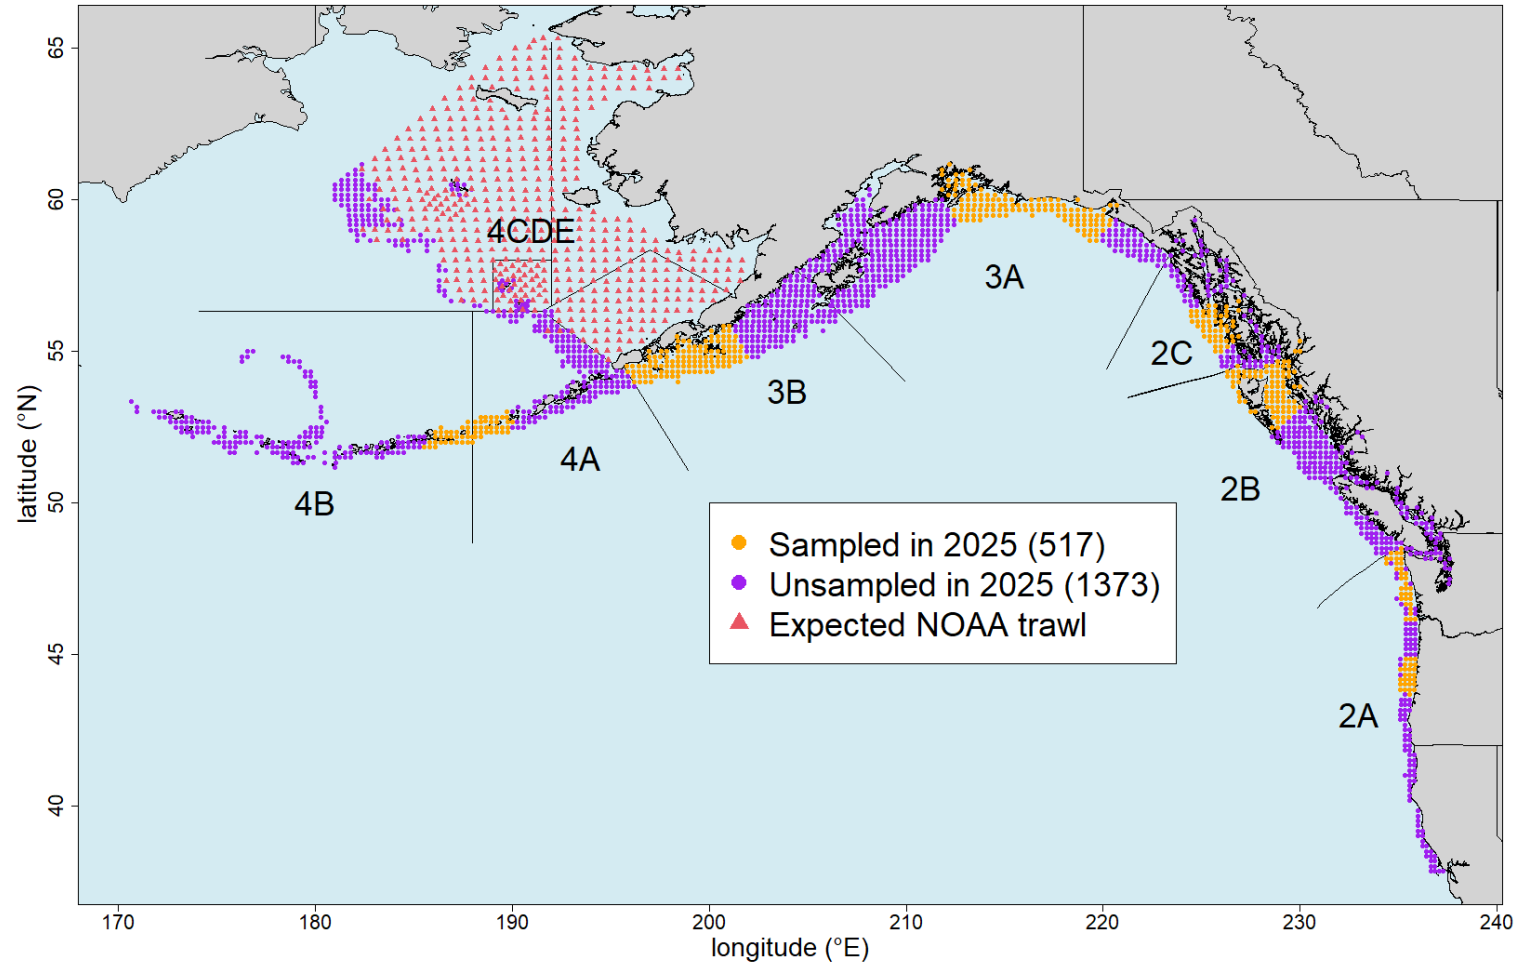 65
60
55
50
45
40
latitude (°N)
4CDE
3A
2C
3B
4A
2B
4B
Sampled in 2025 (517)
Unsampled in 2025 (1373)
Expected NOAA trawl
2A
170
180
190
200
210
220
230
240
longitude (°E)